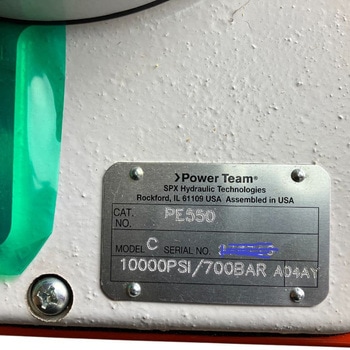 Power Team®
SPX Hydraulic Technologies
Rockford, IL 61109 USA Assembled in USA
CAT. NO. PE550
MODEL C SERIAL NO.
10000PSI/700BAR A04AY